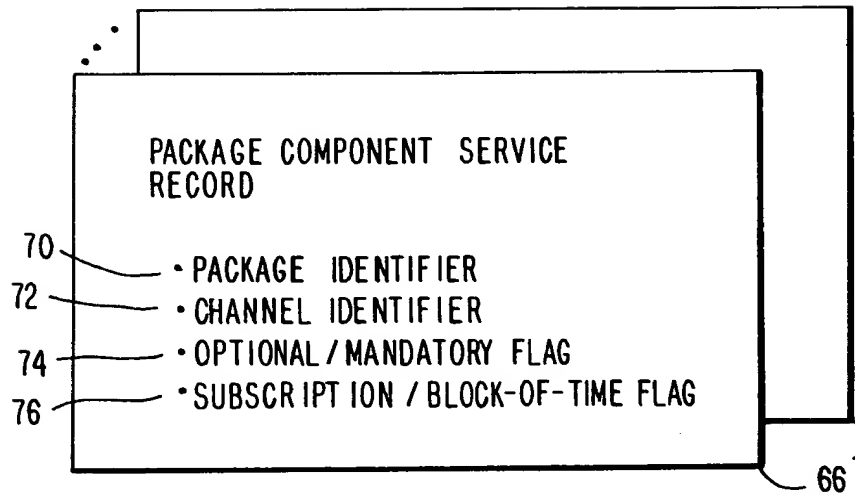 PACKAGE COMPONENT SERVICE
RECORD
70 • PACKAGE IDENTIFIER
72 • CHANNEL IDENTIFIER
74 • OPTIONAL/MANDATORY FLAG
76 • SUBSCRIPTION/BLOCK-OF-TIME FLAG
66